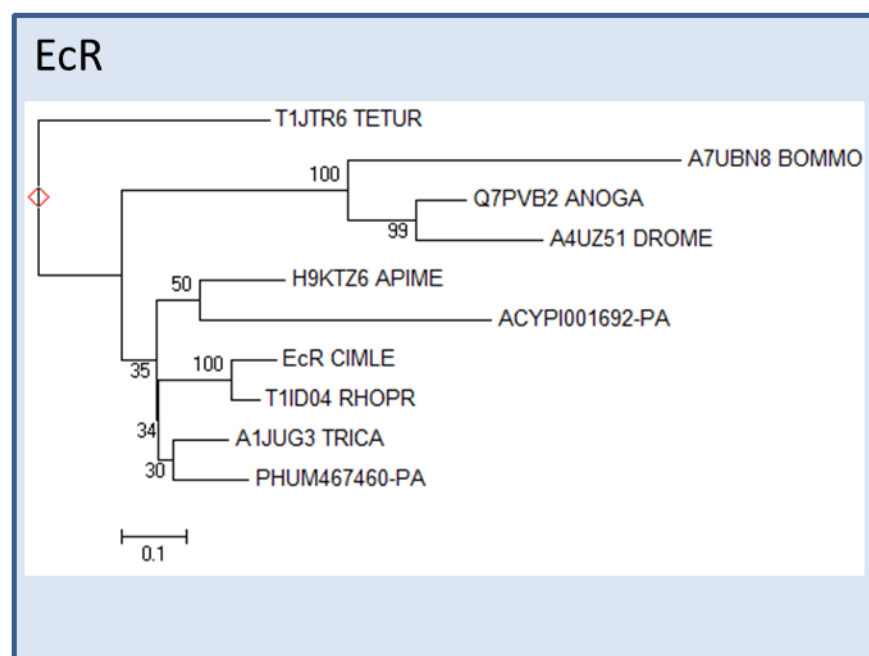 EcR
T1JTR6 TETUR
100
A7UBN8 BOMMO
Q7PVB2 ANOGA
99
A4UZ51 DROME
50
H9KTZ6 APIME
ACYPI001692-PA
35
100
EcR CIMLE
T1ID04 RHOPR
34
A1JUG3 TRICA
30
PHUM467460-PA
0.1